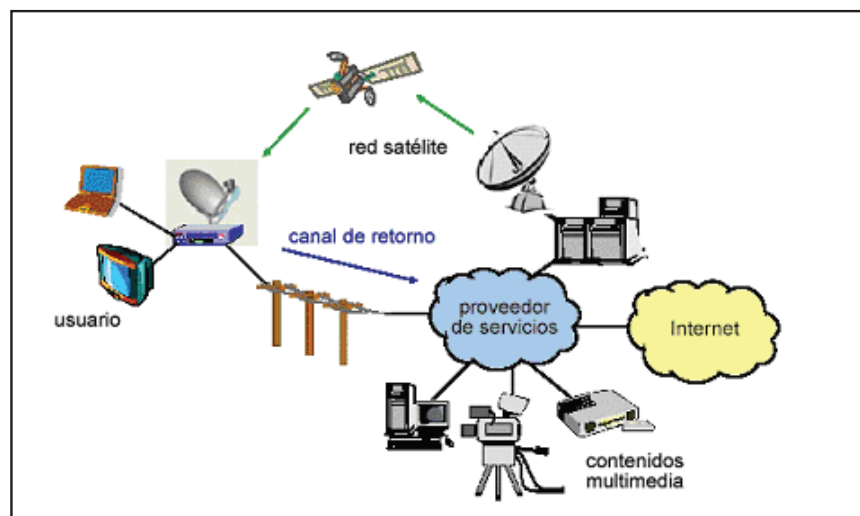 red satélite
canal de retorno
usuario
proveedor
de servicios
Internet
contenidos
multimedia